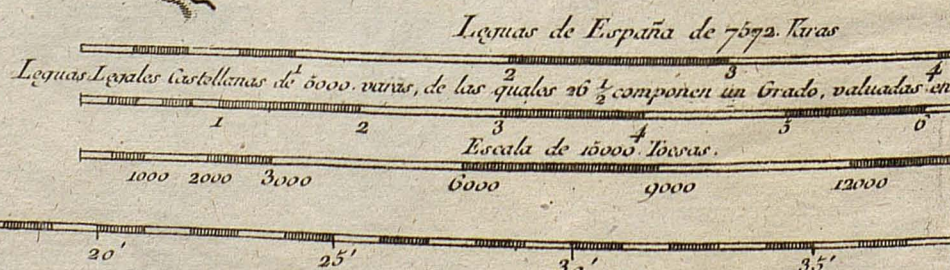 Leguas de España de 7572. Varas
2 3 4
Leguas Legales Castellanas de 5000 varas, de las quales 26 1/2 componen un Grado, valuadas en
1 2 3 4 5 6
Escala de 15000 Toesas.
1000 2000 3000 6000 9000 12000
20' 25' 30' 35'